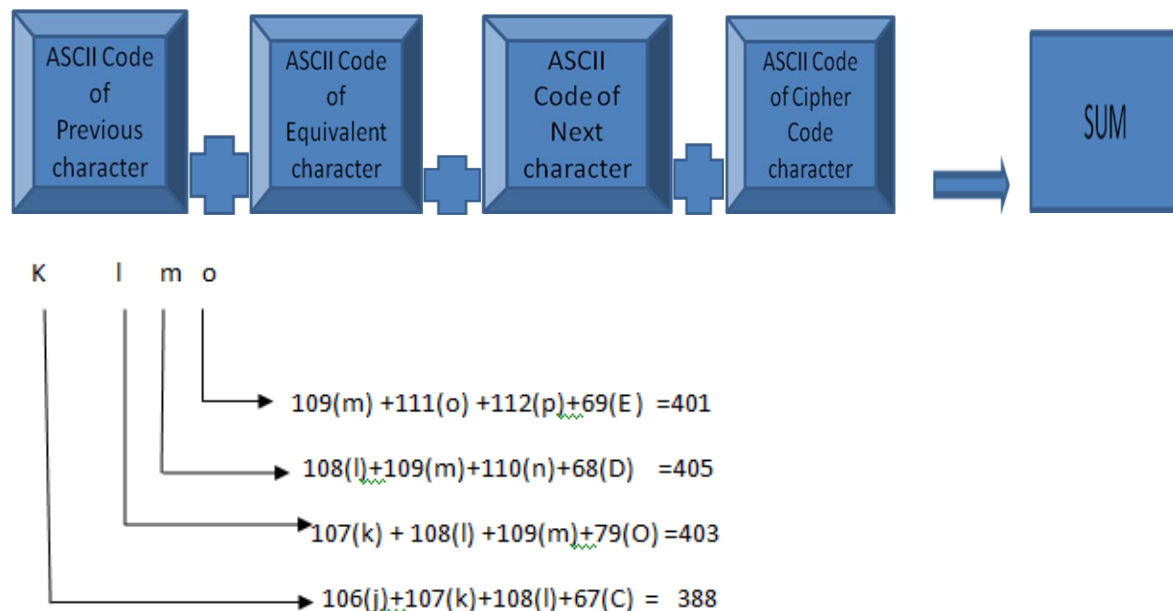 ASCII Code
of
Previous
character
ASCII Code
of
Equivalent
character
ASCII
Code of
Next
character
ASCII Code
of Cipher
Code
character
SUM
K l m o
109(m) +111(o) +112(p)+69(E) =401
108(l)+109(m)+110(n)+68(D) =405
107(k) + 108(l) +109(m)+79(O) =403
106(j)+107(k)+108(l)+67(C) = 388